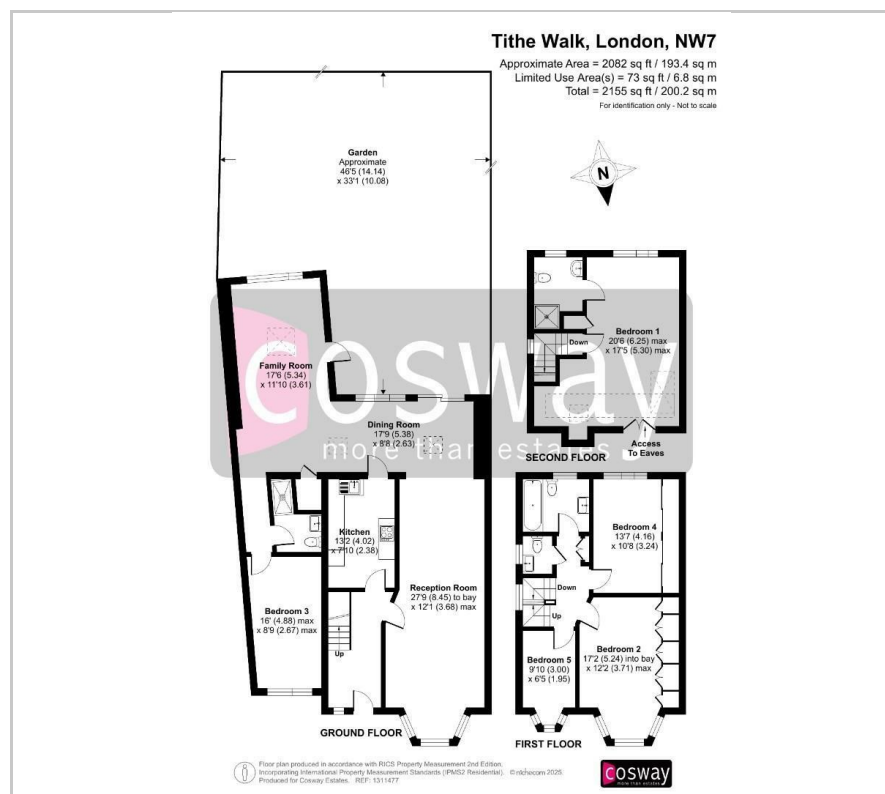 Tithe Walk, London, NW7
Approximate Area = 2082 sq ft / 193.4 sq m
Limited Use Area(s) = 73 sq ft / 6.8 sq m
Total = 2155 sq ft / 200.2 sq m
For identification only - Not to scale
N
Garden
Approximate
46'5 (14.14)
x 33'1 (10.08)
Family Room
17'6 (5.34)
x 11'10 (3.61)
Dining Room
17'9 (5.38)
x 8'8 (2.63)
cosway
more than estates
Kitchen
13'2 (4.02)
x 7'10 (2.38)
Reception Room
27'9 (8.45) to bay
x 12'1 (3.68) max
Bedroom 3
16' (4.88) max
x 8'9 (2.67) max
Up
GROUND FLOOR
Bedroom 1
20'6 (6.25) max
x 17'5 (5.30) max
Down
Access
To Eaves
SECOND FLOOR
Bedroom 4
13'7 (4.16)
x 10'8 (3.24)
Down
Up
Bedroom 2
17'2 (5.24) into bay
x 12'2 (3.71) max
Bedroom 5
9'10 (3.00)
x 6'5 (1.95)
FIRST FLOOR
Floor plan produced in accordance with RICS Property Measurement 2nd Edition.
Incorporating International Property Measurement Standards (IPMS2 Residential). © nichecom 2025.
Produced for Cosway Estates. REF: 1311477
cosway
more than estates